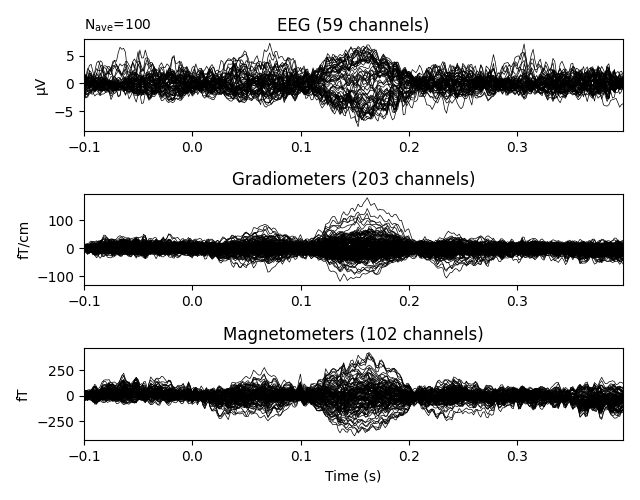 N_ave=100
EEG (59 channels)
5
0
−5
µV
−0.1 0.0 0.1 0.2 0.3
Gradiometers (203 channels)
100
0
−100
fT/cm
−0.1 0.0 0.1 0.2 0.3
Magnetometers (102 channels)
250
0
−250
fT
−0.1 0.0 0.1 0.2 0.3
Time (s)